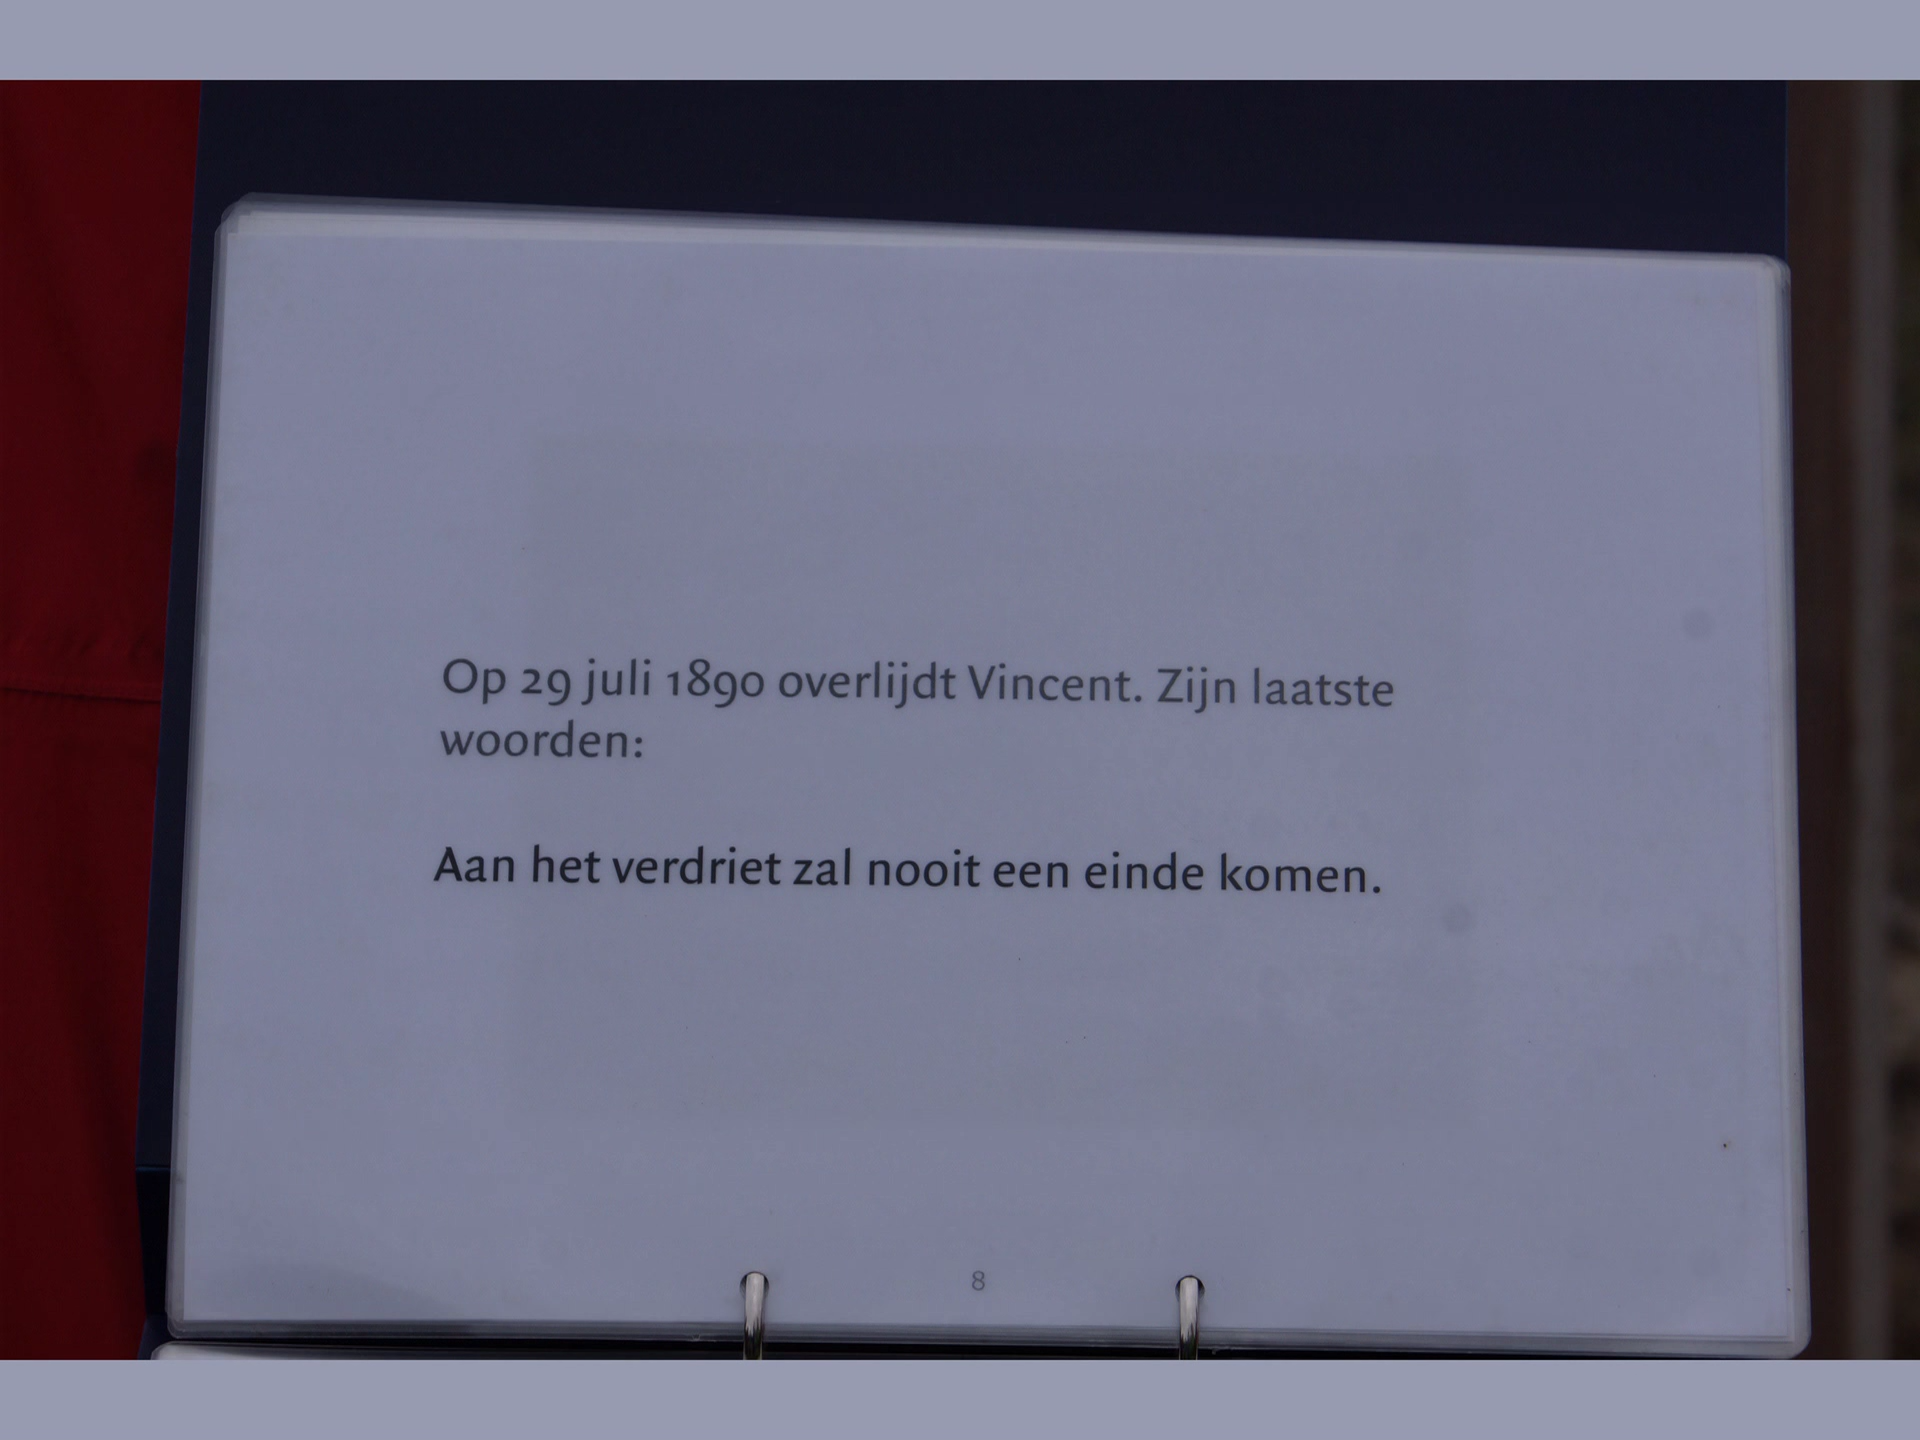 Op 29 juli 1890 overlijdt Vincent. Zijn laatste
woorden:
Aan het verdriet zal nooit een einde komen.
8